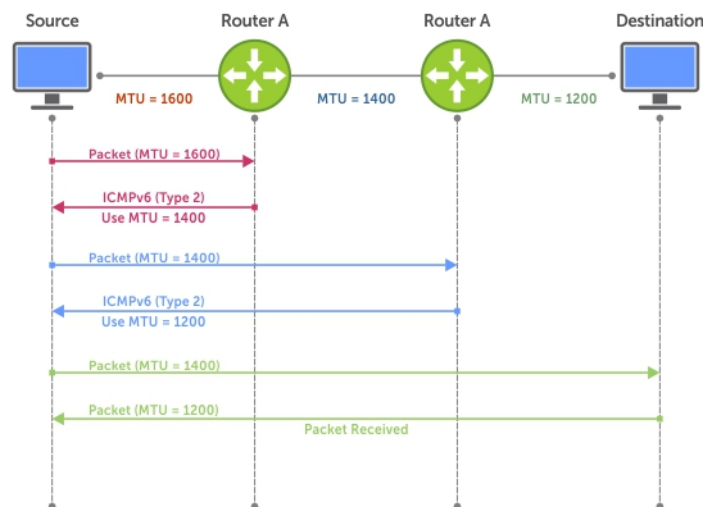 Source
Router A
Router A
Destination
MTU = 1600
MTU = 1400
MTU = 1200
Packet (MTU = 1600)
ICMPv6 (Type 2)
Use MTU = 1400
Packet (MTU = 1400)
ICMPv6 (Type 2)
Use MTU = 1200
Packet (MTU = 1400)
Packet (MTU = 1200)
Packet Received